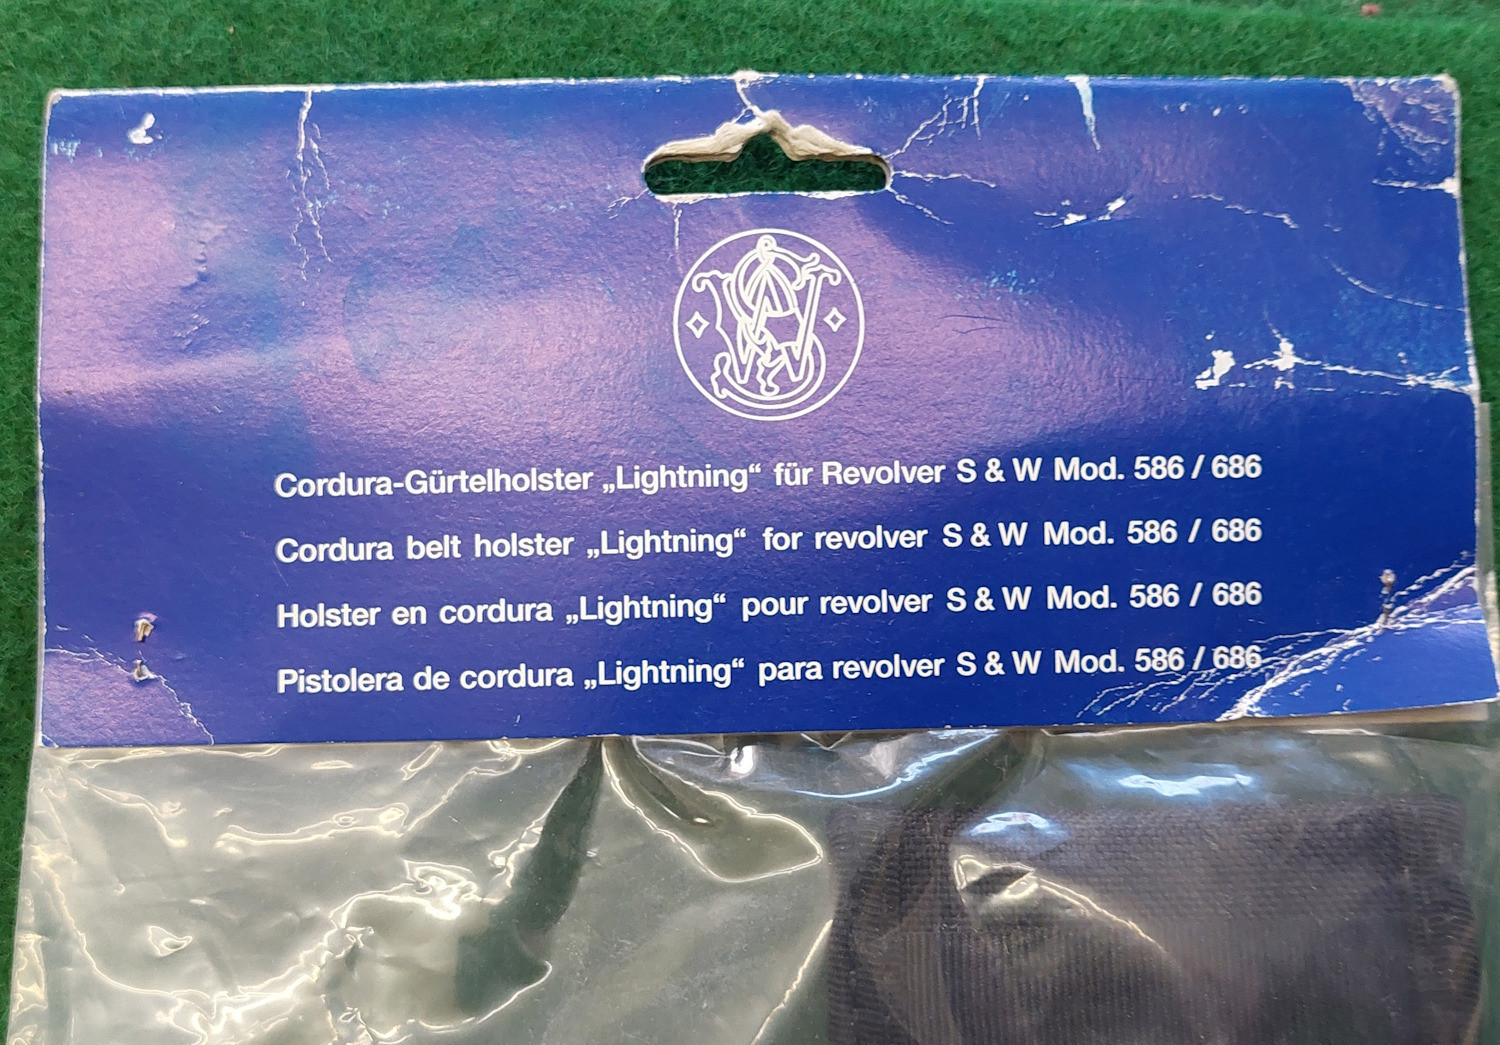 Cordura-Gürtelholster „Lightning“ für Revolver S & W Mod. 586 / 686
Cordura belt holster „Lightning“ for revolver S & W Mod. 586 / 686
Holster en cordura „Lightning“ pour revolver S & W Mod. 586 / 686
Pistolera de cordura „Lightning“ para revolver S & W Mod. 586 / 686